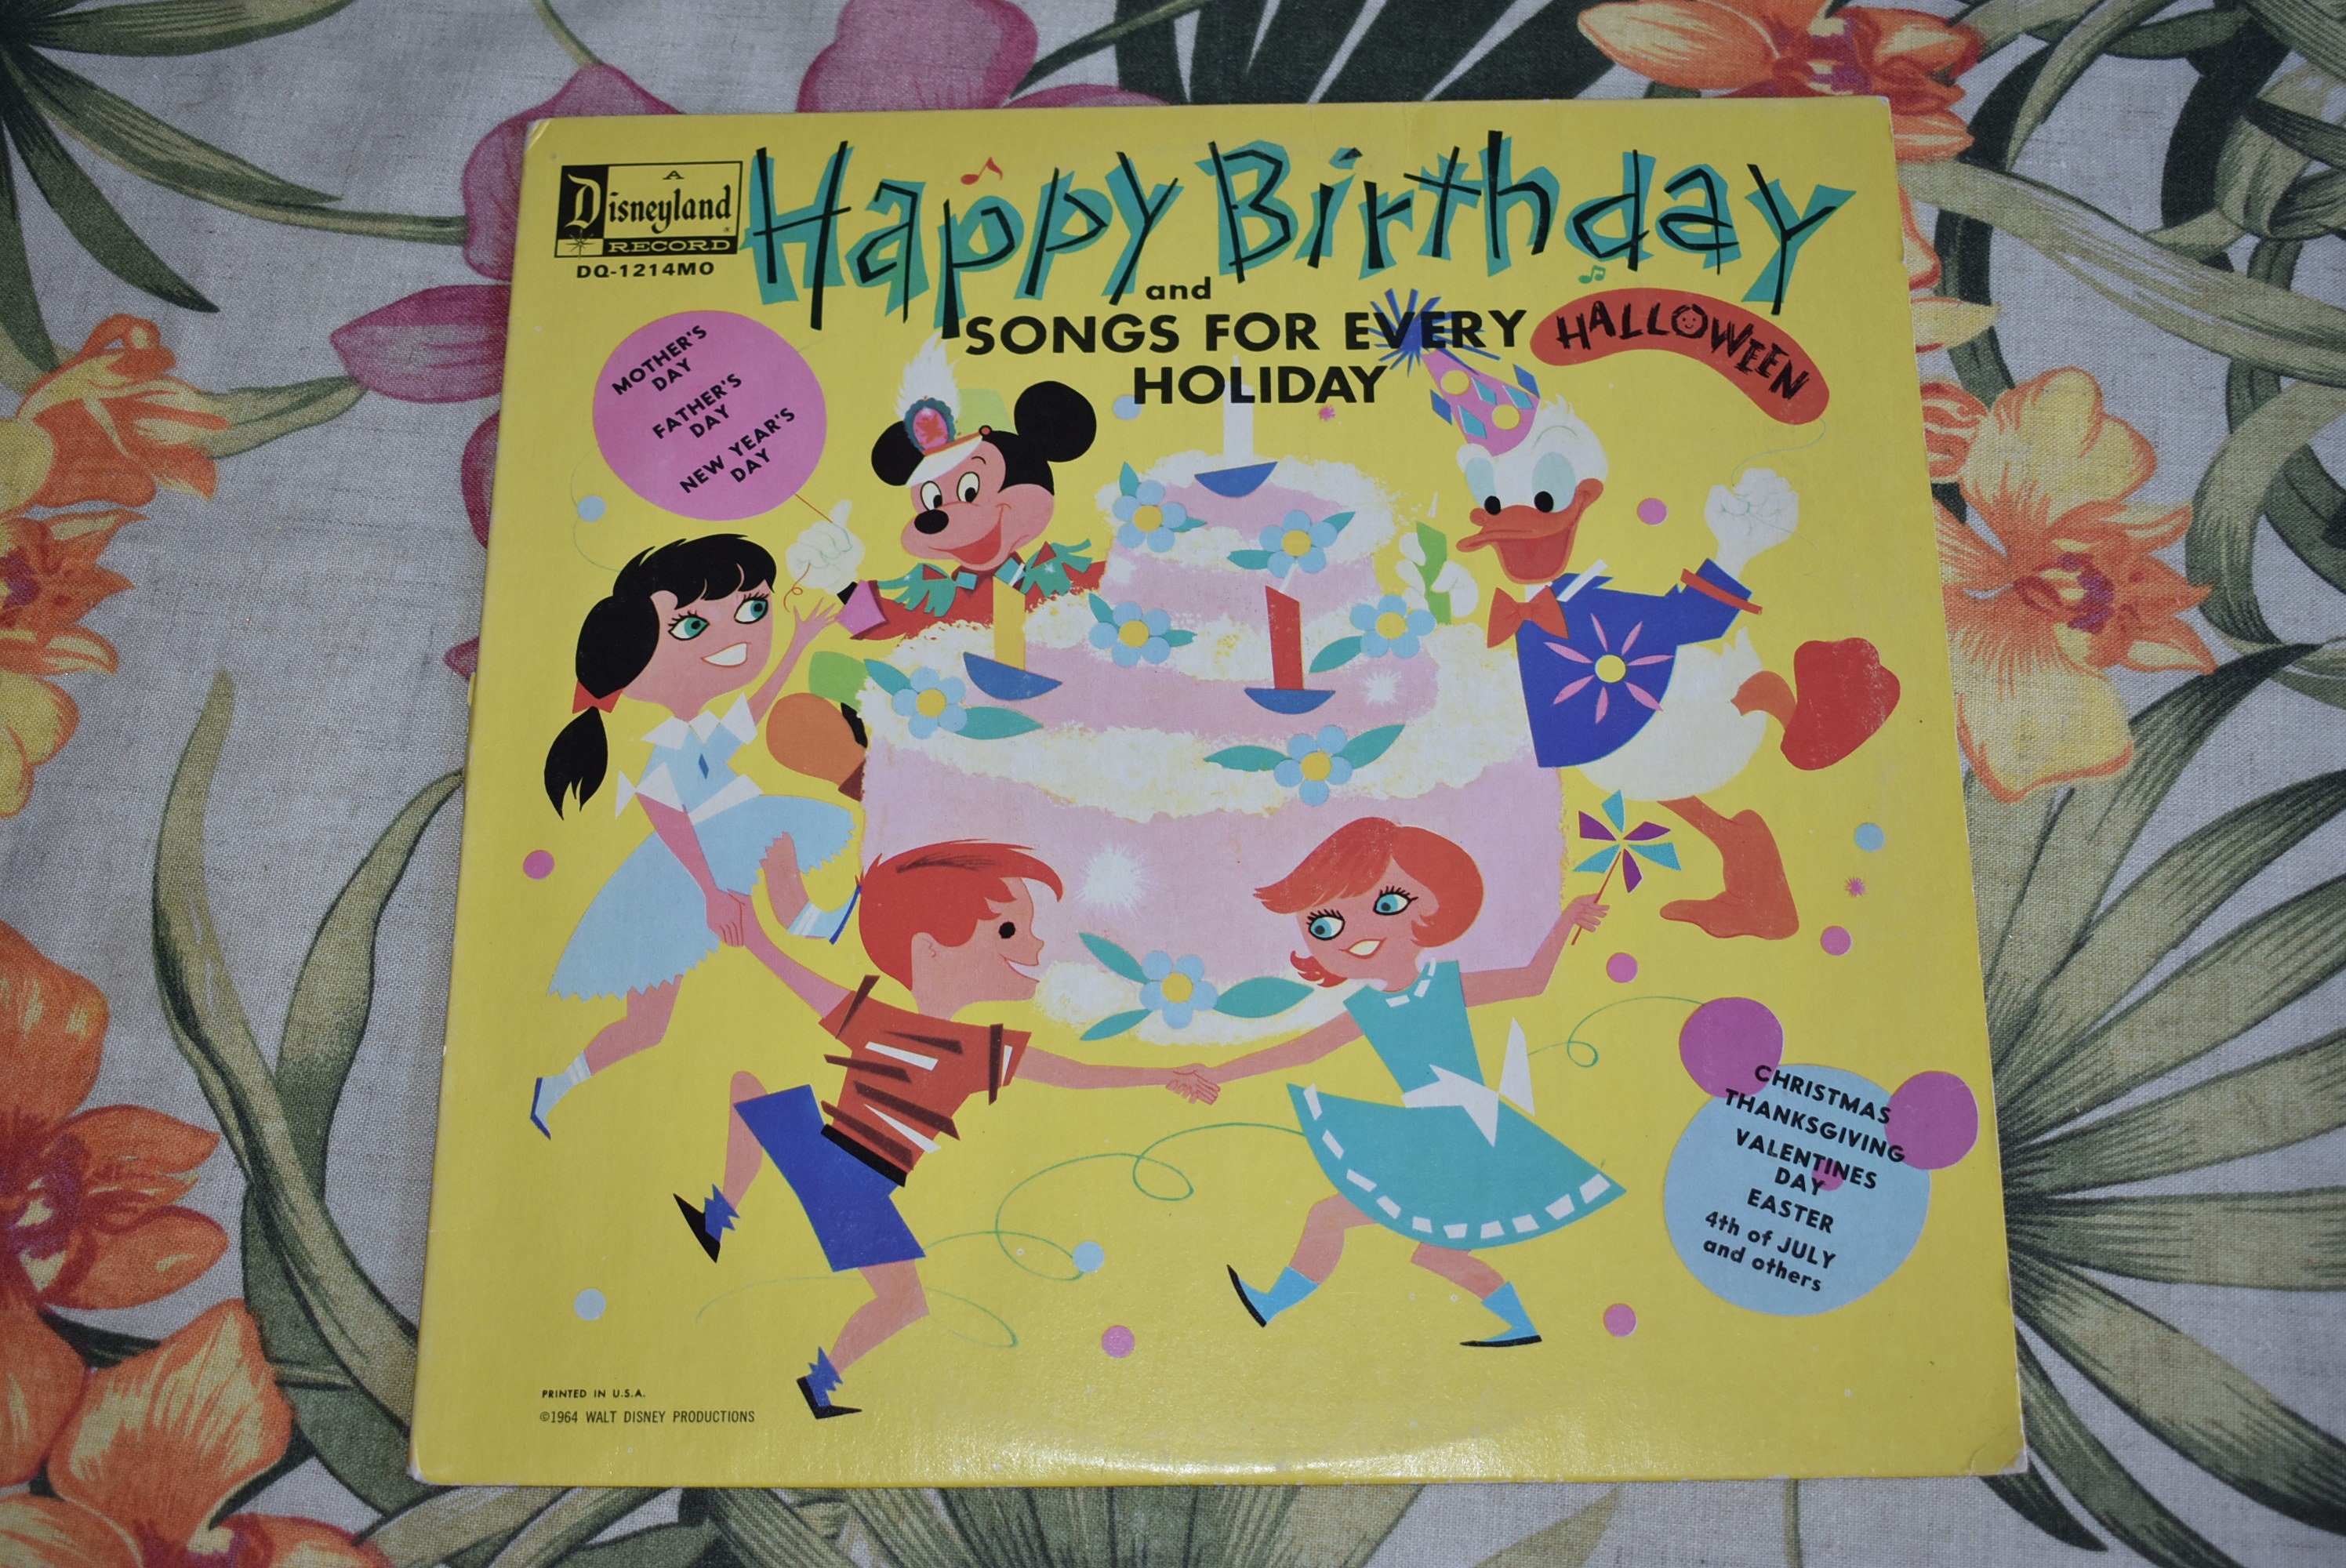 A
Disneyland
®
RECORD
DQ-1214MO
Happy Birthday
and
SONGS FOR EVERY
HOLIDAY
HALLOWEEN
MOTHER'S
DAY
FATHER'S
DAY
NEW YEAR'S
DAY
CHRISTMAS
THANKSGIVING
VALENTINES
DAY
EASTER
4th of JULY
and others
PRINTED IN U.S.A.
©1964 WALT DISNEY PRODUCTIONS